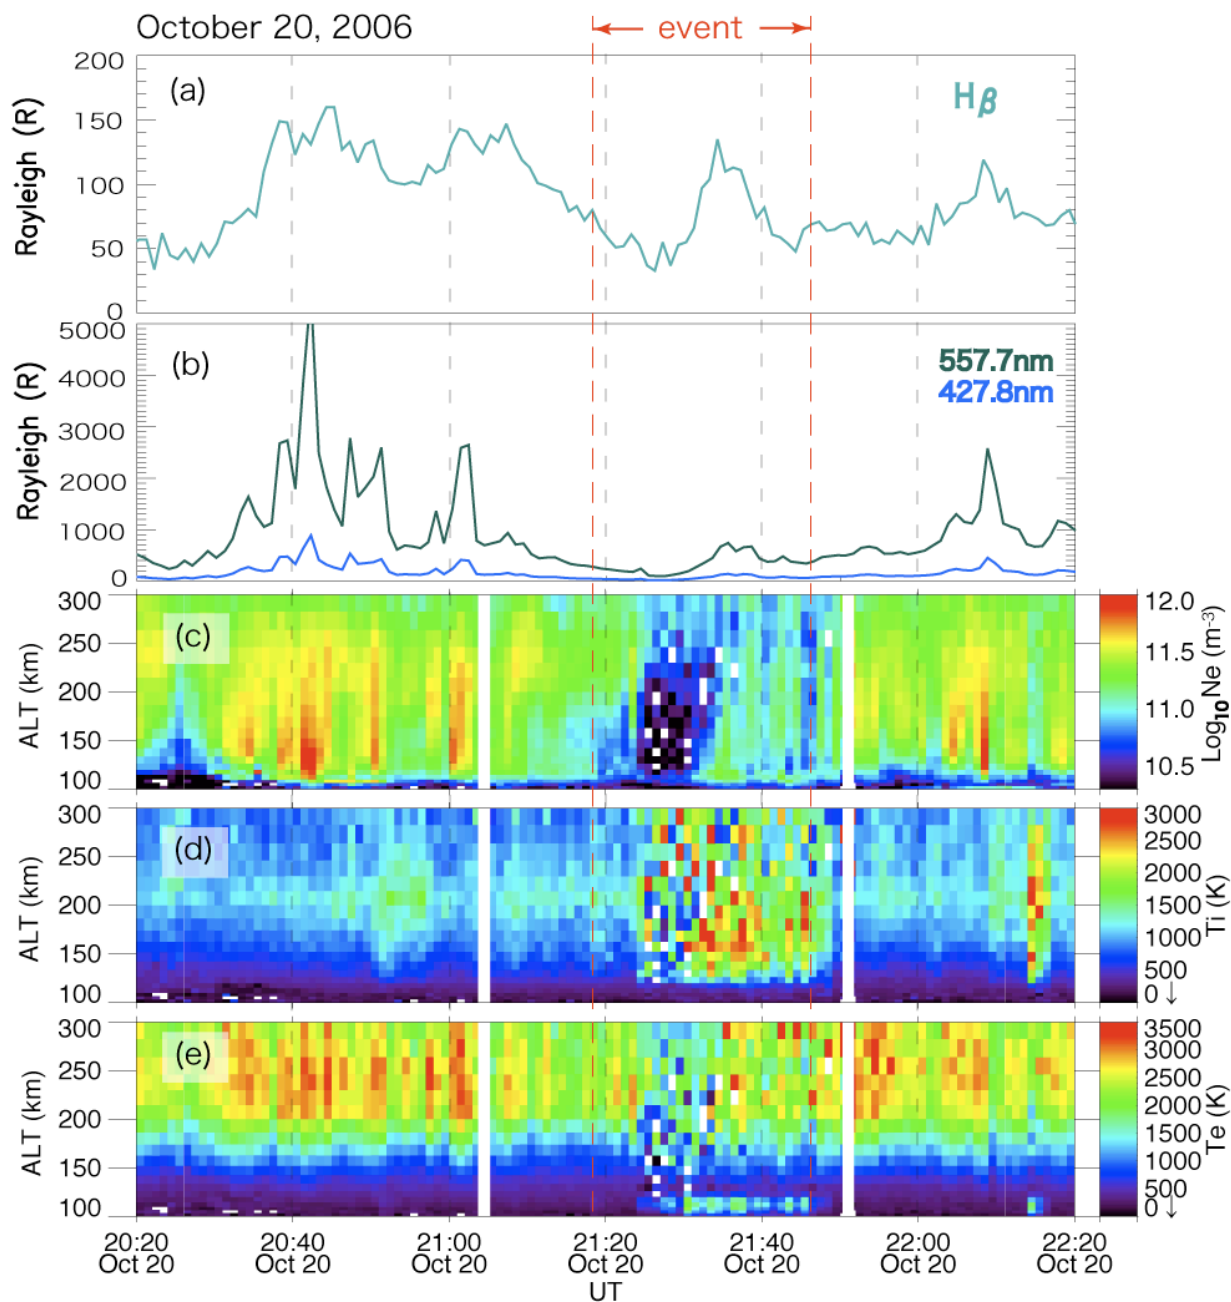 October 20, 2006
event
200
150
100
50
0
Rayleigh (R)
(a)
Hβ
5000
4000
3000
2000
1000
0
Rayleigh (R)
(b)
557.7nm
427.8nm
300
250
200
150
100
ALT (km)
(c)
12.0
11.5
11.0
10.5
Log10 Ne (m-3)
300
250
200
150
100
ALT (km)
(d)
3000
2500
2000
1500
1000
500
0 ↓
Ti (K)
300
250
200
150
100
ALT (km)
(e)
3500
3000
2500
2000
1500
1000
500
0 ↓
Te (K)
20:20 20:40 21:00 21:20 21:40 22:00 22:20
Oct 20 Oct 20 Oct 20 Oct 20 Oct 20 Oct 20 Oct 20
UT